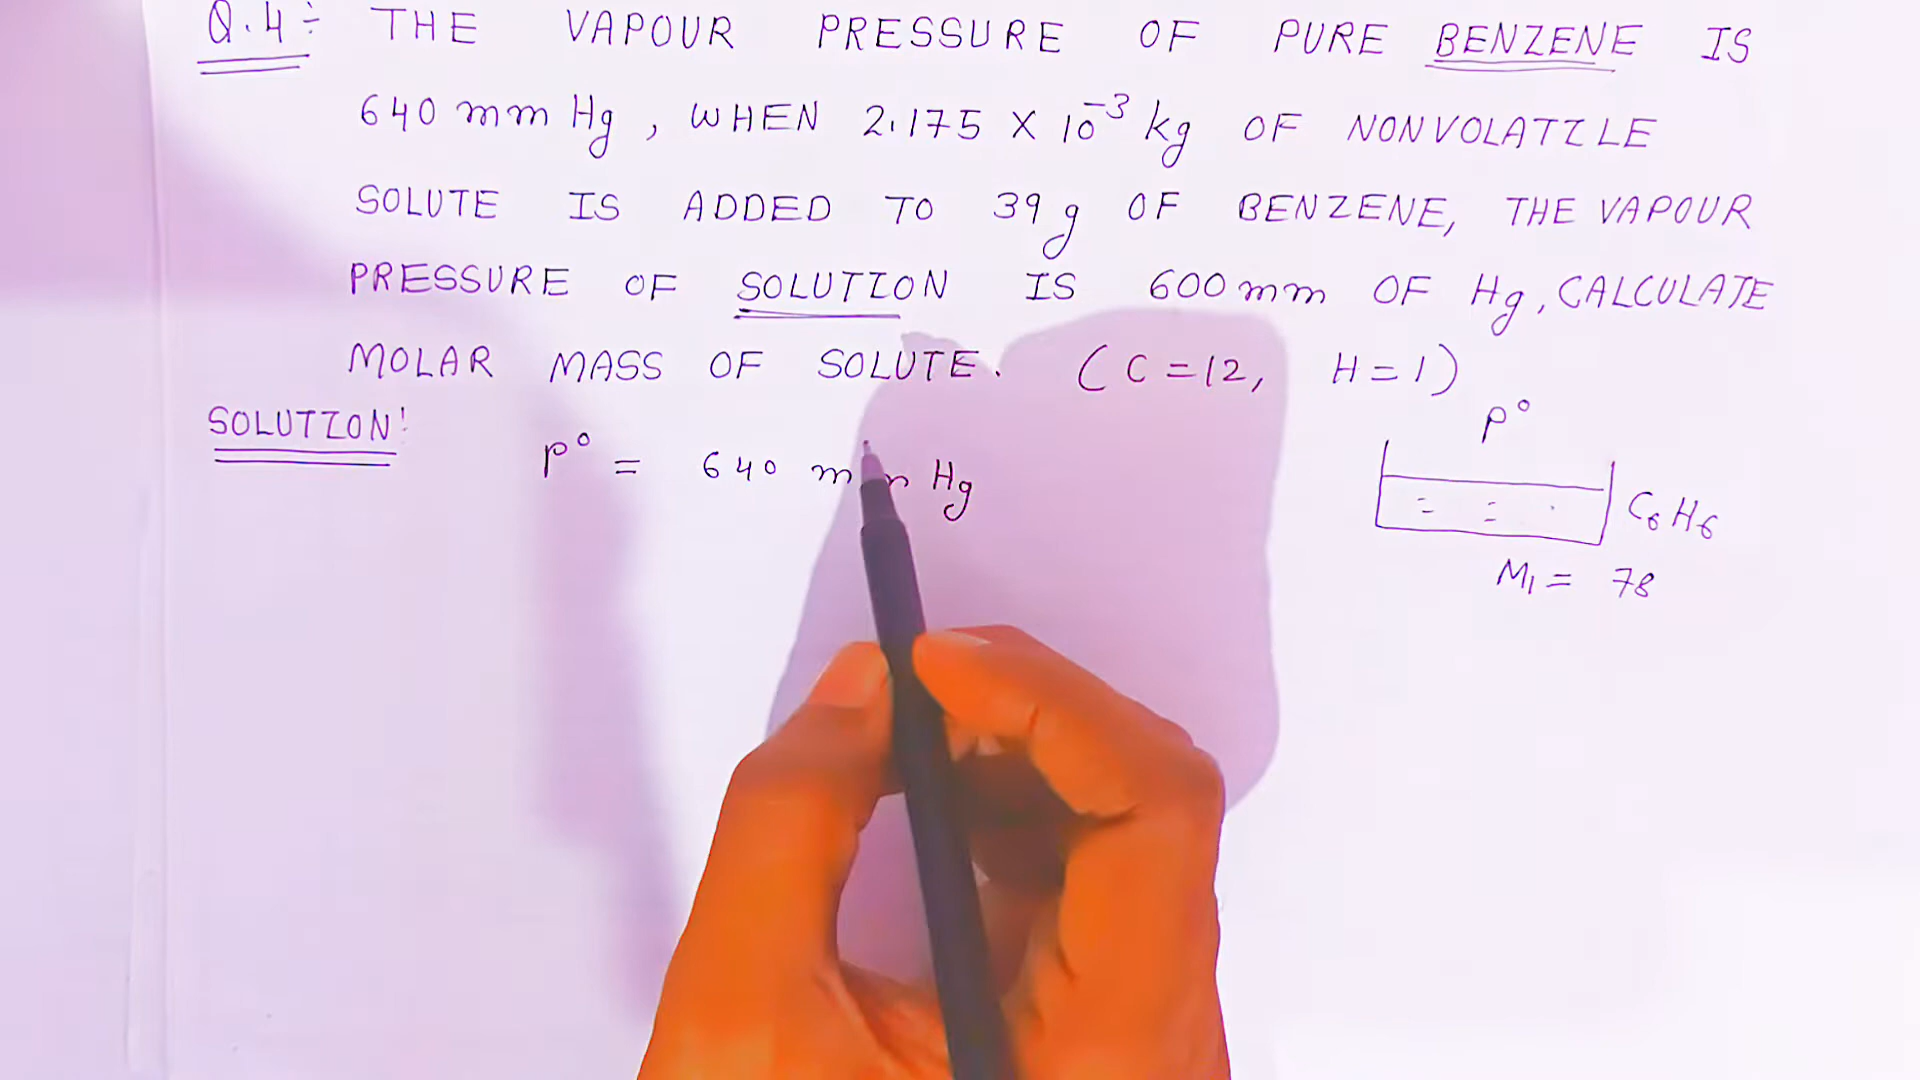 Q.4÷ THE VAPOUR PRESSURE OF PURE BENZENE IS
640 mm Hg, WHEN 2.175 X 10⁻³ kg OF NONVOLATILE
SOLUTE IS ADDED TO 39 g OF BENZENE, THE VAPOUR
PRESSURE OF SOLUTION IS 600 mm OF Hg, CALCULATE
MOLAR MASS OF SOLUTE. (C=12, H=1)
SOLUTION:
P° = 640 mm Hg
P°
C₆H₆
M₁ = 78